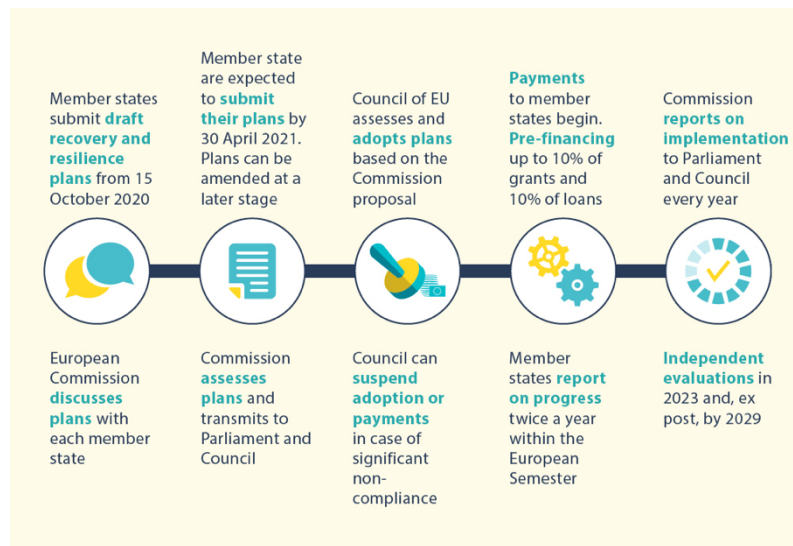 Member states
submit draft
recovery and
resilience
plans from 15
October 2020
European
Commission
discusses
plans with
each member
state
Member state
are expected
to submit
their plans by
30 April 2021.
Plans can be
amended at a
later stage
Commission
assesses
plans and
transmits to
Parliament and
Council
Council of EU
assesses and
adopts plans
based on the
Commission
proposal
Council can
suspend
adoption or
payments
in case of
significant
non-
compliance
Payments
to member
states begin.
Pre-financing
up to 10% of
grants and
10% of loans
Member
states report
on progress
twice a year
within the
European
Semester
Commission
reports on
implementation
to Parliament
and Council
every year
Independent
evaluations in
2023 and, ex
post, by 2029